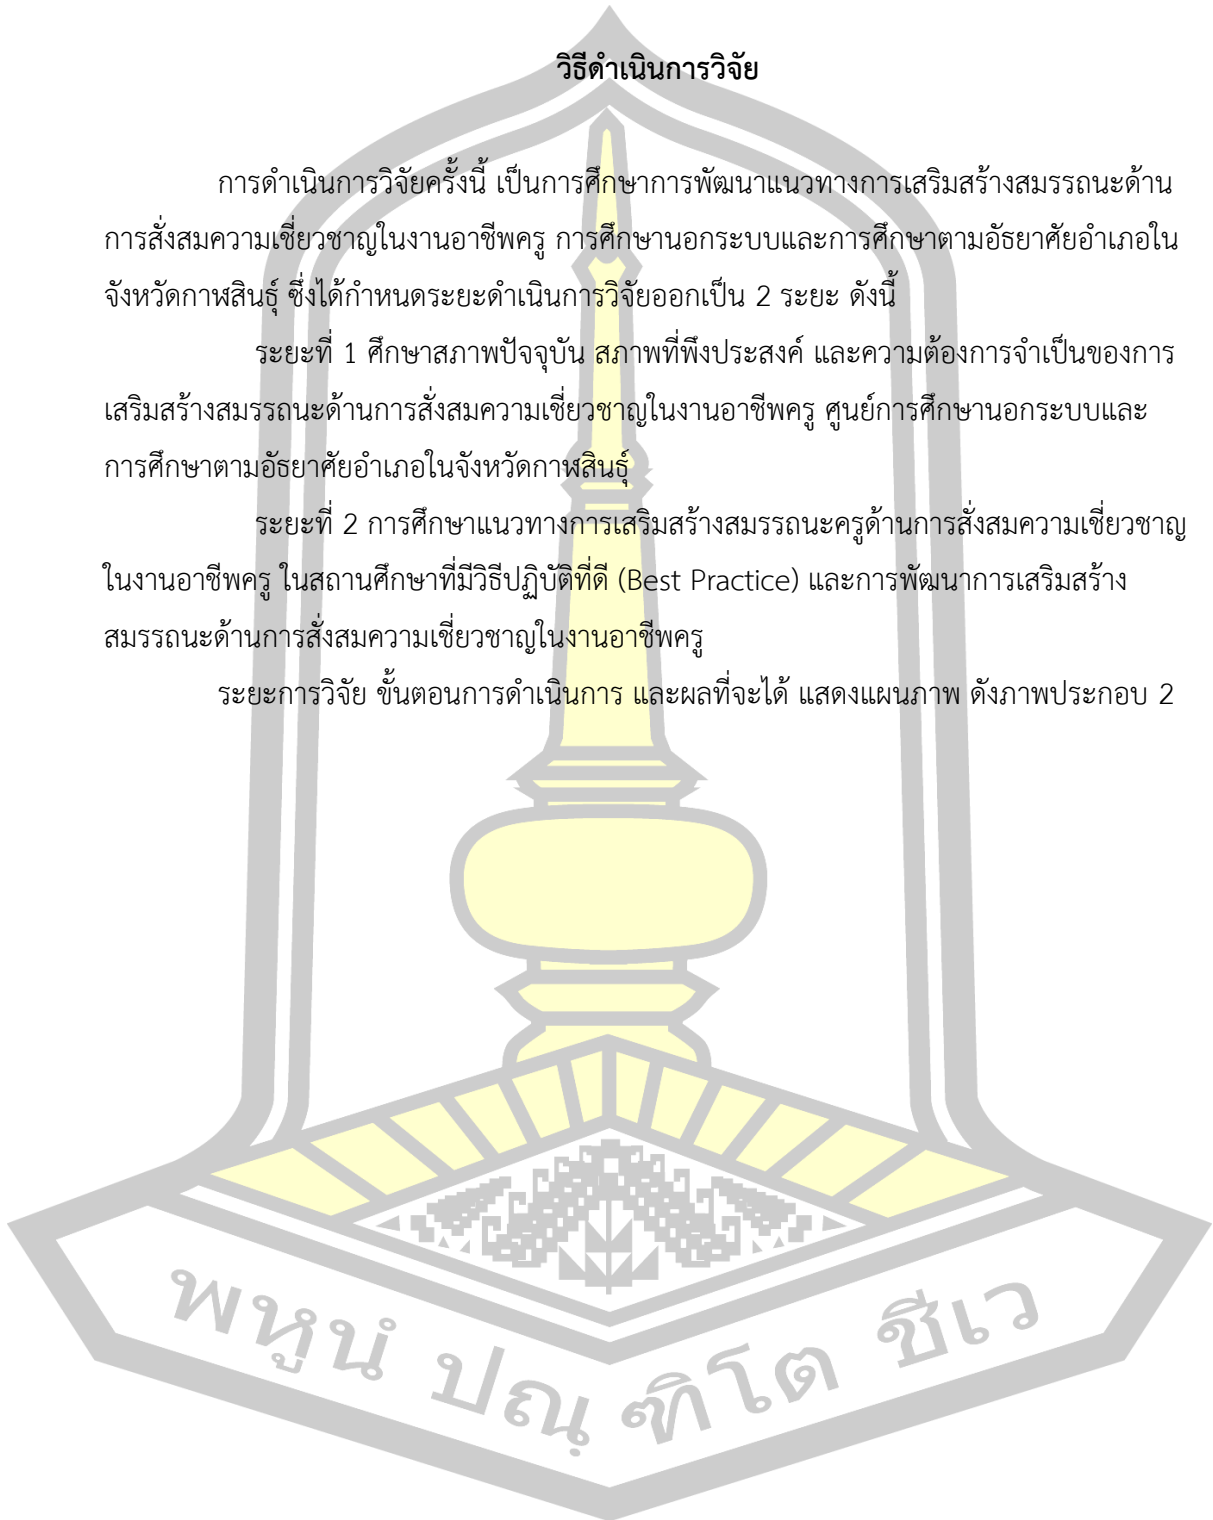 วิธีดำเนินการวิจัย
การดำเนินการวิจัยครั้งนี้ เป็นการศึกษาการพัฒนาแนวทางการเสริมสร้างสมรรถนะด้าน
การสั่งสมความเชี่ยวชาญในงานอาชีพครู การศึกษานอกระบบและการศึกษาตามอัธยาศัยอำเภอใน
จังหวัดกาฬสินธุ์ ซึ่งได้กำหนดระยะดำเนินการวิจัยออกเป็น 2 ระยะ ดังนี้
ระยะที่ 1 ศึกษาสภาพปัจจุบัน สภาพที่พึงประสงค์ และความต้องการจำเป็นของการ
เสริมสร้างสมรรถนะด้านการสั่งสมความเชี่ยวชาญในงานอาชีพครู ศูนย์การศึกษานอกระบบและ
การศึกษาตามอัธยาศัยอำเภอในจังหวัดกาฬสินธุ์
ระยะที่ 2 การศึกษาแนวทางการเสริมสร้างสมรรถนะครูด้านการสั่งสมความเชี่ยวชาญ
ในงานอาชีพครู ในสถานศึกษาที่มีวิธีปฏิบัติที่ดี (Best Practice) และการพัฒนาการเสริมสร้าง
สมรรถนะด้านการสั่งสมความเชี่ยวชาญในงานอาชีพครู
ระยะการวิจัย ขั้นตอนการดำเนินการ และผลที่จะได้ แสดงแผนภาพ ดังภาพประกอบ 2
พหูนํ ปณฺ ฑิโต ชีเว